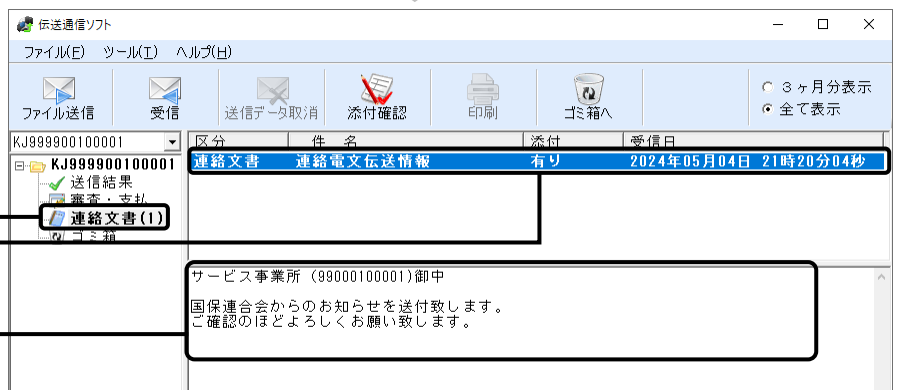 伝送通信ソフト
ファイル(F) ツール(T) ヘルプ(H)
ファイル送信 受信 送信データ取消 添付確認 印刷 ゴミ箱へ
３ヶ月分表示
全て表示
KJ999900100001
区分 件 名 添付 受信日
連絡文書 連絡電文伝送情報 有り 2024年05月04日 21時20分04秒
KJ999900100001
送信結果
審査・支払
連絡文書(1)
ゴミ箱
サービス事業所 (99000100001)御中
国保連合会からのお知らせを送付致します。
ご確認のほどよろしくお願い致します。